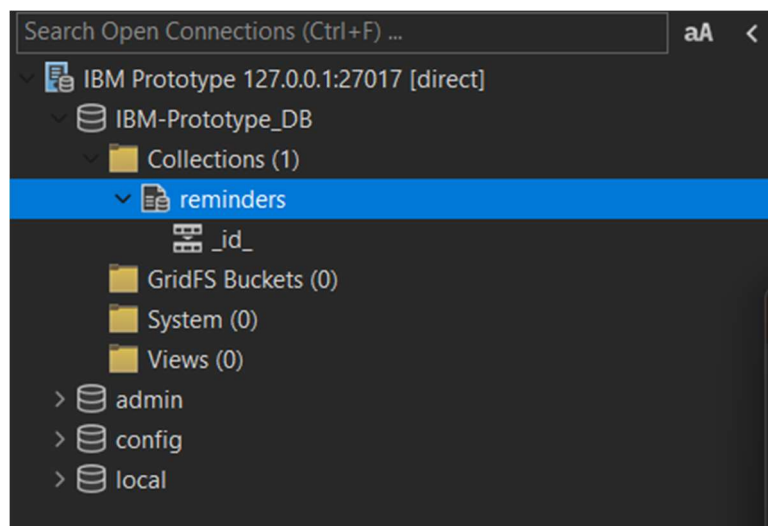 Search Open Connections (Ctrl+F) ... aA
IBM Prototype 127.0.0.1:27017 [direct]
IBM-Prototype_DB
Collections (1)
reminders
_id_
GridFS Buckets (0)
System (0)
Views (0)
admin
config
local